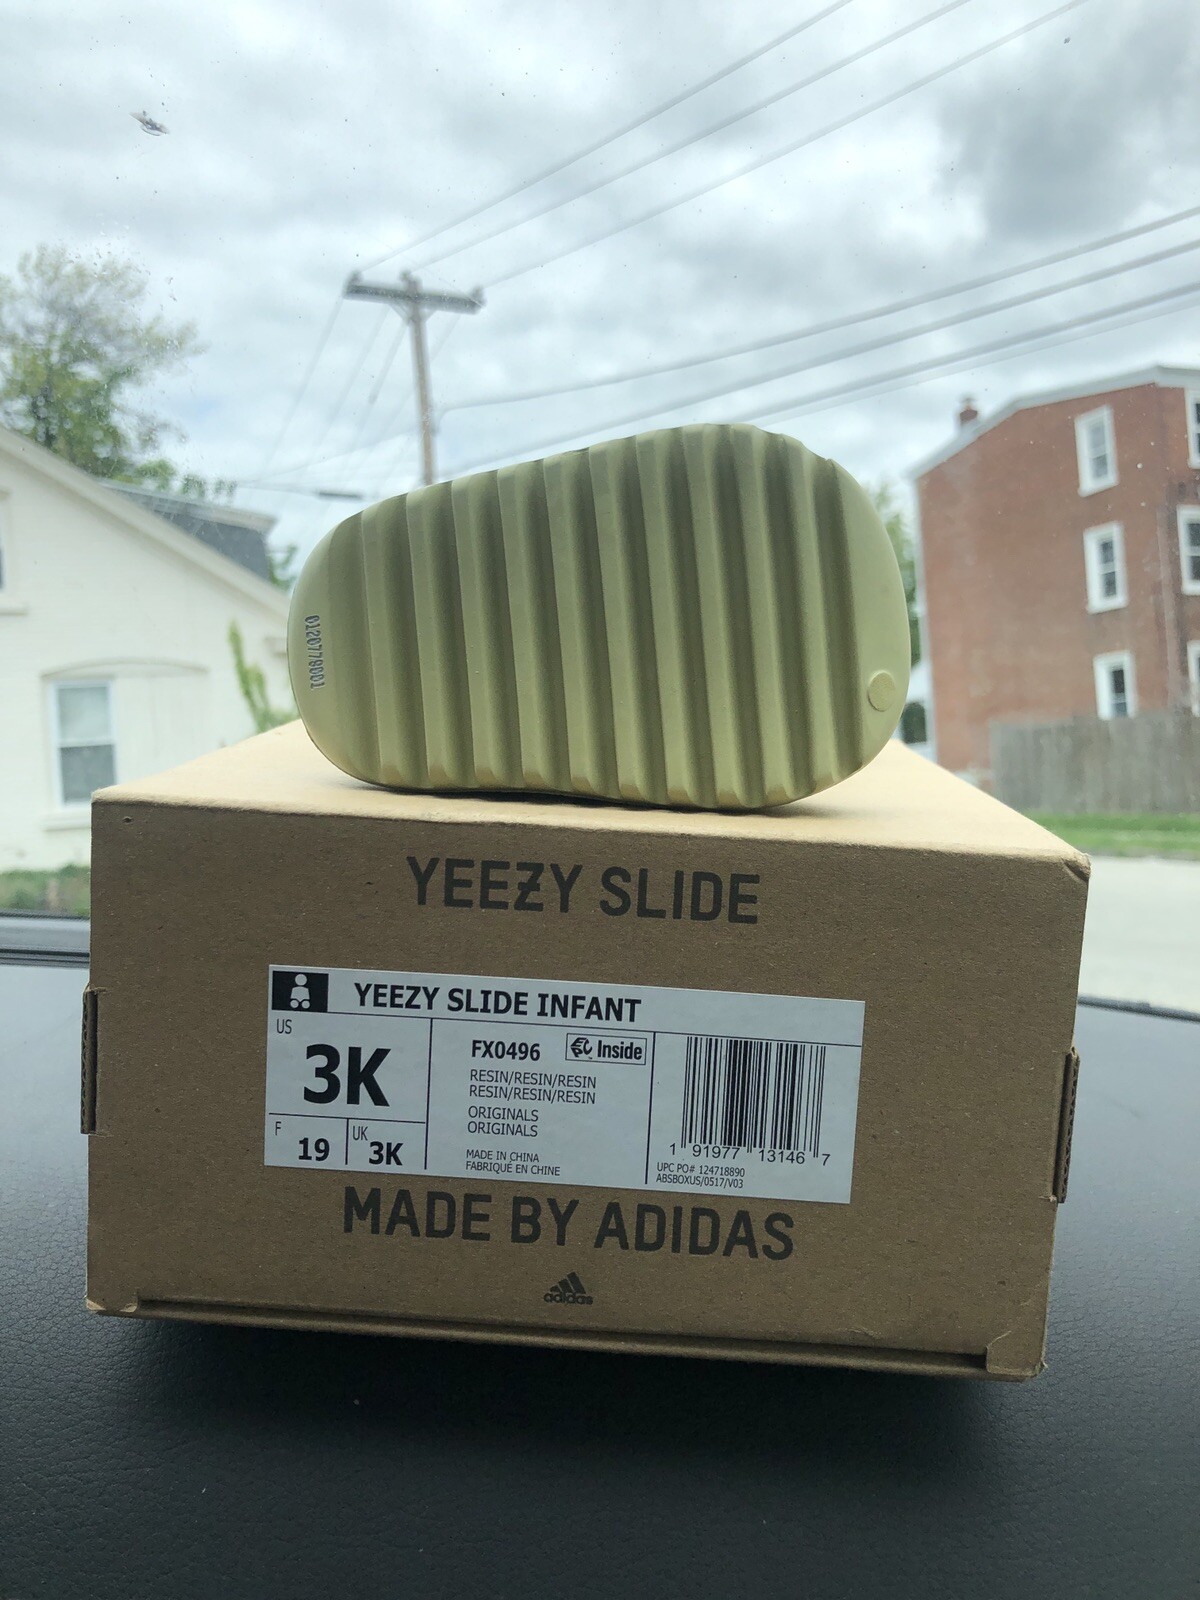 0120779001
YEEZY SLIDE
YEEZY SLIDE INFANT
US
3K
F
19
UK
3K
FX0496
Inside
RESIN/RESIN/RESIN
RESIN/RESIN/RESIN
ORIGINALS
ORIGINALS
MADE IN CHINA
FABRIQUÉ EN CHINE
1 91977 13146 7
UPC PO# 124718890
ABSBOXUS/0517/V03
MADE BY ADIDAS
adidas